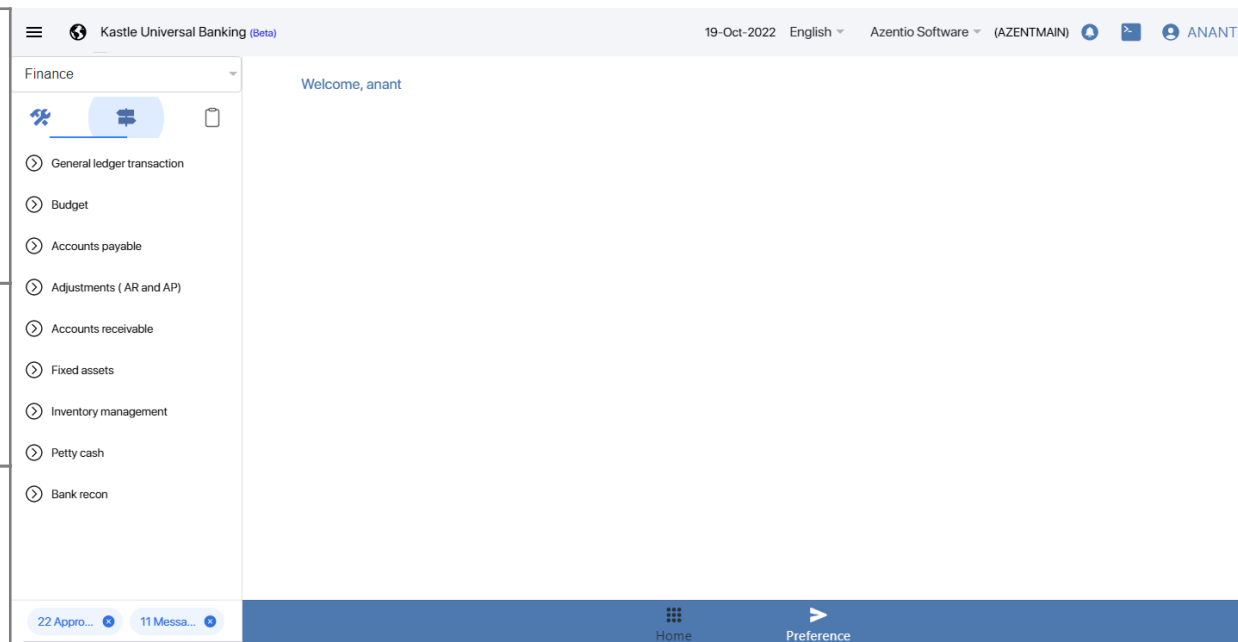 Kastle Universal Banking (Beta) 19-Oct-2022 English Azentio Software (AZENTMAIN) ANANT
Finance
Welcome, anant
General ledger transaction
Budget
Accounts payable
Adjustments ( AR and AP)
Accounts receivable
Fixed assets
Inventory management
Petty cash
Bank recon
22 Appro... 11 Messa...
Home Preference